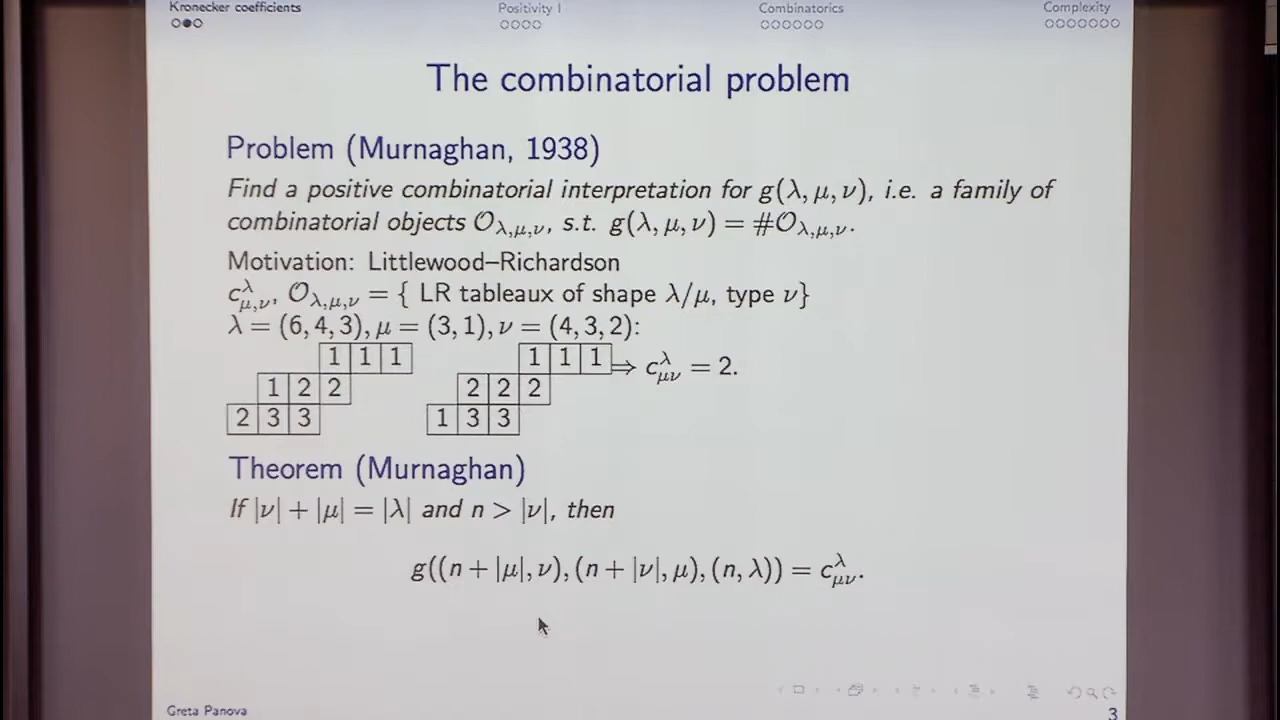 Kronecker coefficients Positivity I Combinatorics Complexity
The combinatorial problem
Problem (Murnaghan, 1938)
Find a positive combinatorial interpretation for g(λ, μ, ν), i.e. a family of
combinatorial objects 𝒪_{λ,μ,ν}, s.t. g(λ, μ, ν) = #𝒪_{λ,μ,ν}.
Motivation: Littlewood–Richardson
c^λ_{μ,ν}, 𝒪_{λ,μ,ν} = { LR tableaux of shape λ/μ, type ν}
λ = (6, 4, 3), μ = (3, 1), ν = (4, 3, 2):
1 1 1 1 1 1 ⇒ c^λ_{μν} = 2.
1 2 2 2 2 2
2 3 3 1 3 3
Theorem (Murnaghan)
If |ν| + |μ| = |λ| and n > |ν|, then
g((n + |μ|, ν), (n + |ν|, μ), (n, λ)) = c^λ_{μν}.
Greta Panova 3